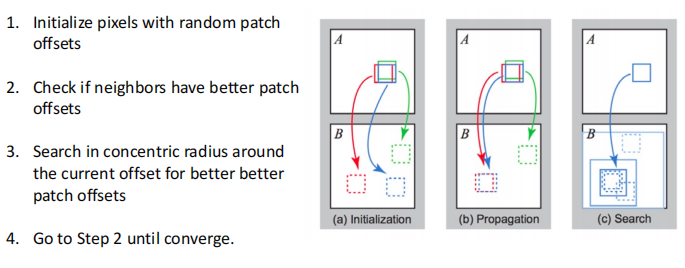 1. Initialize pixels with random patch
offsets
2. Check if neighbors have better patch
offsets
3. Search in concentric radius around
the current offset for better better
patch offsets
4. Go to Step 2 until converge.
A
B
(a) Initialization
A
B
(b) Propagation
A
B
(c) Search